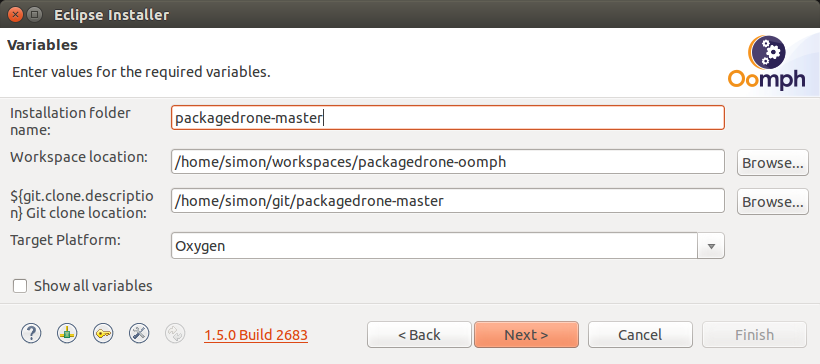 Eclipse Installer
Variables
Enter values for the required variables.
Oomph
Installation folder
name:
packagedrone-master
Workspace location:
/home/simon/workspaces/packagedrone-oomph
Browse...
${git.clone.descriptio
n} Git clone location:
/home/simon/git/packagedrone-master
Browse...
Target Platform:
Oxygen
Show all variables
1.5.0 Build 2683
< Back
Next >
Cancel
Finish